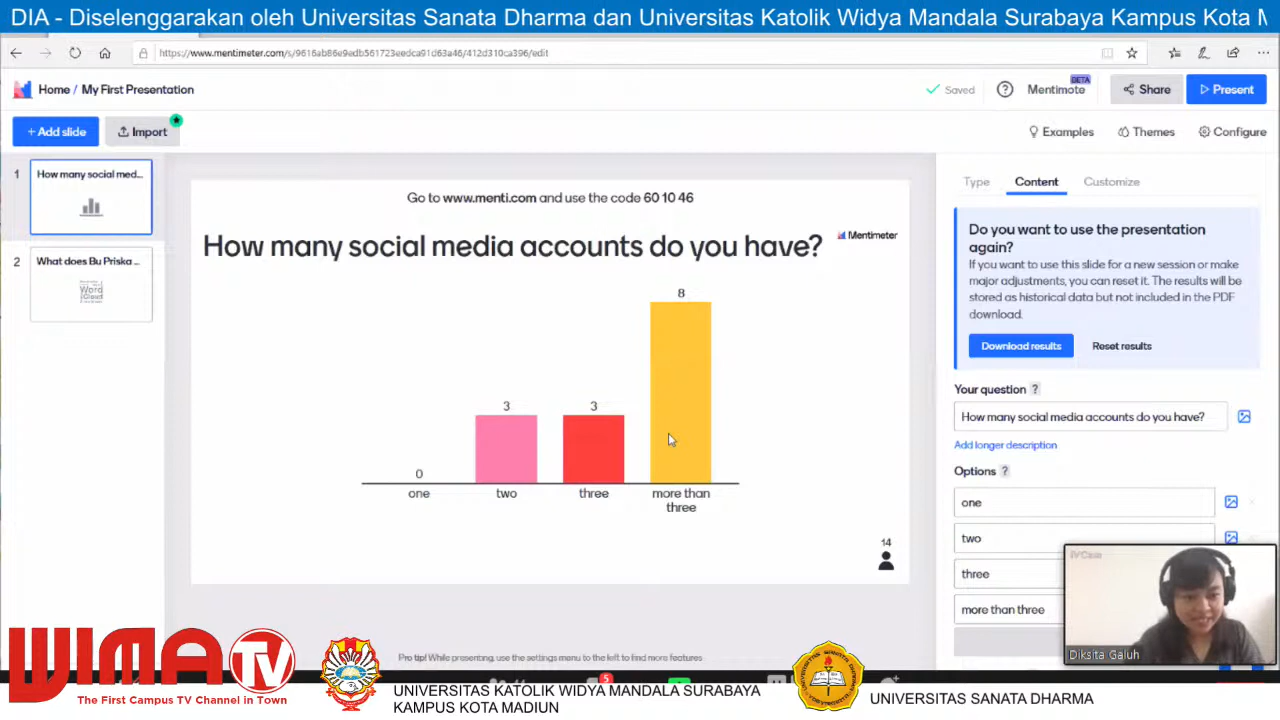 DIA - Diselenggarakan oleh Universitas Sanata Dharma dan Universitas Katolik Widya Mandala Surabaya Kampus Kota
https://www.mentimeter.com/s/9616ab86e9edb561723eedca91d63a46/412d310ca396/edit
Home / My First Presentation
Saved
Mentimote
BETA
Share
Present
+ Add slide
Import
Examples
Themes
Configure
1
How many social med...
2
What does Bu Priska ...
Word
Cloud
Go to www.menti.com and use the code 60 10 46
How many social media accounts do you have?
Mentimeter
0
3
3
8
one
two
three
more than
three
14
Pro tip! While presenting, use the settings menu to the left to find more features
Type
Content
Customize
Do you want to use the presentation
again?
If you want to use this slide for a new session or make
major adjustments, you can reset it. The results will be
stored as historical data but not included in the PDF
download.
Download results
Reset results
Your question ?
How many social media accounts do you have?
Add longer description
Options ?
one
two
three
more than three
Diksita Galuh
5
WIMA TV
The First Campus TV Channel in Town
UNIVERSITAS KATOLIK WIDYA MANDALA SURABAYA
KAMPUS KOTA MADIUN
UNIVERSITAS SANATA DHARMA